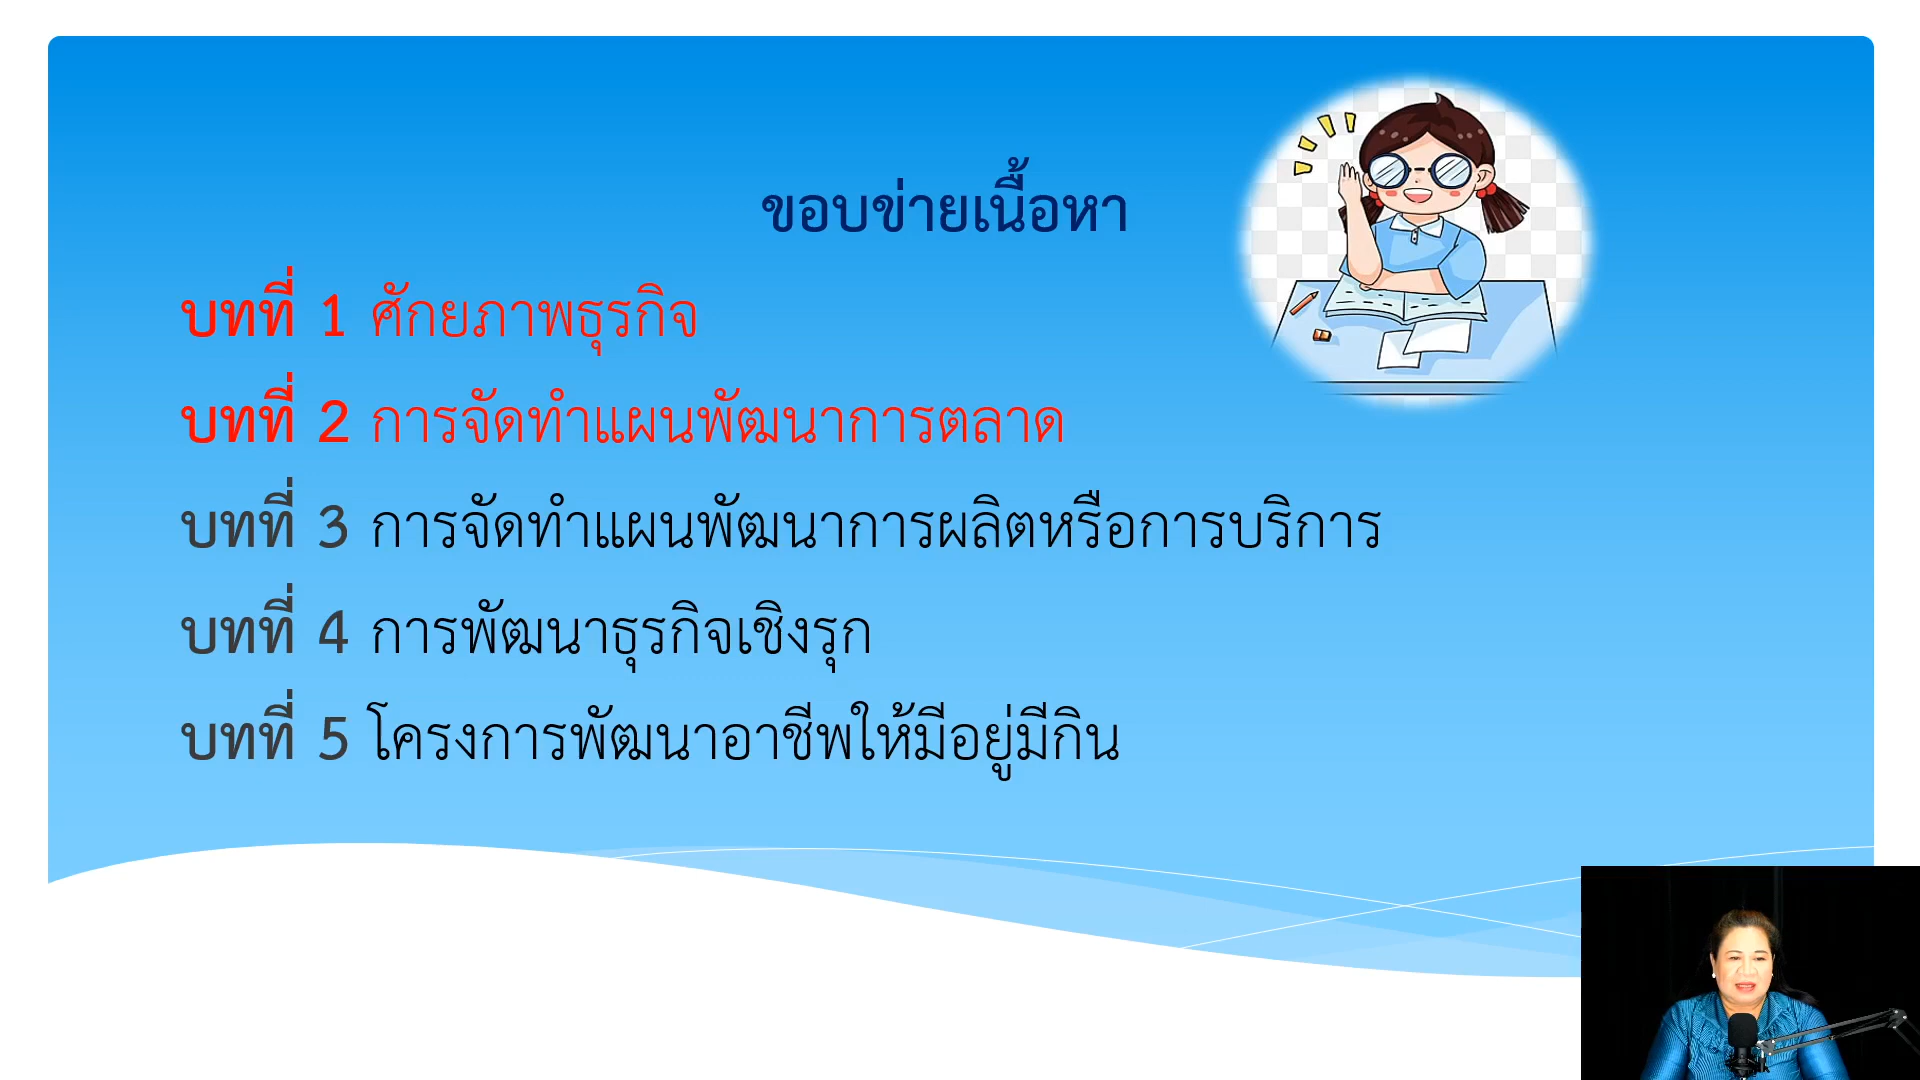 ขอบข่ายเนื้อหา
บทที่ 1 ศักยภาพธุรกิจ
บทที่ 2 การจัดทำแผนพัฒนาการตลาด
บทที่ 3 การจัดทำแผนพัฒนาการผลิตหรือการบริการ
บทที่ 4 การพัฒนาธุรกิจเชิงรุก
บทที่ 5 โครงการพัฒนาอาชีพให้มีอยู่มีกิน